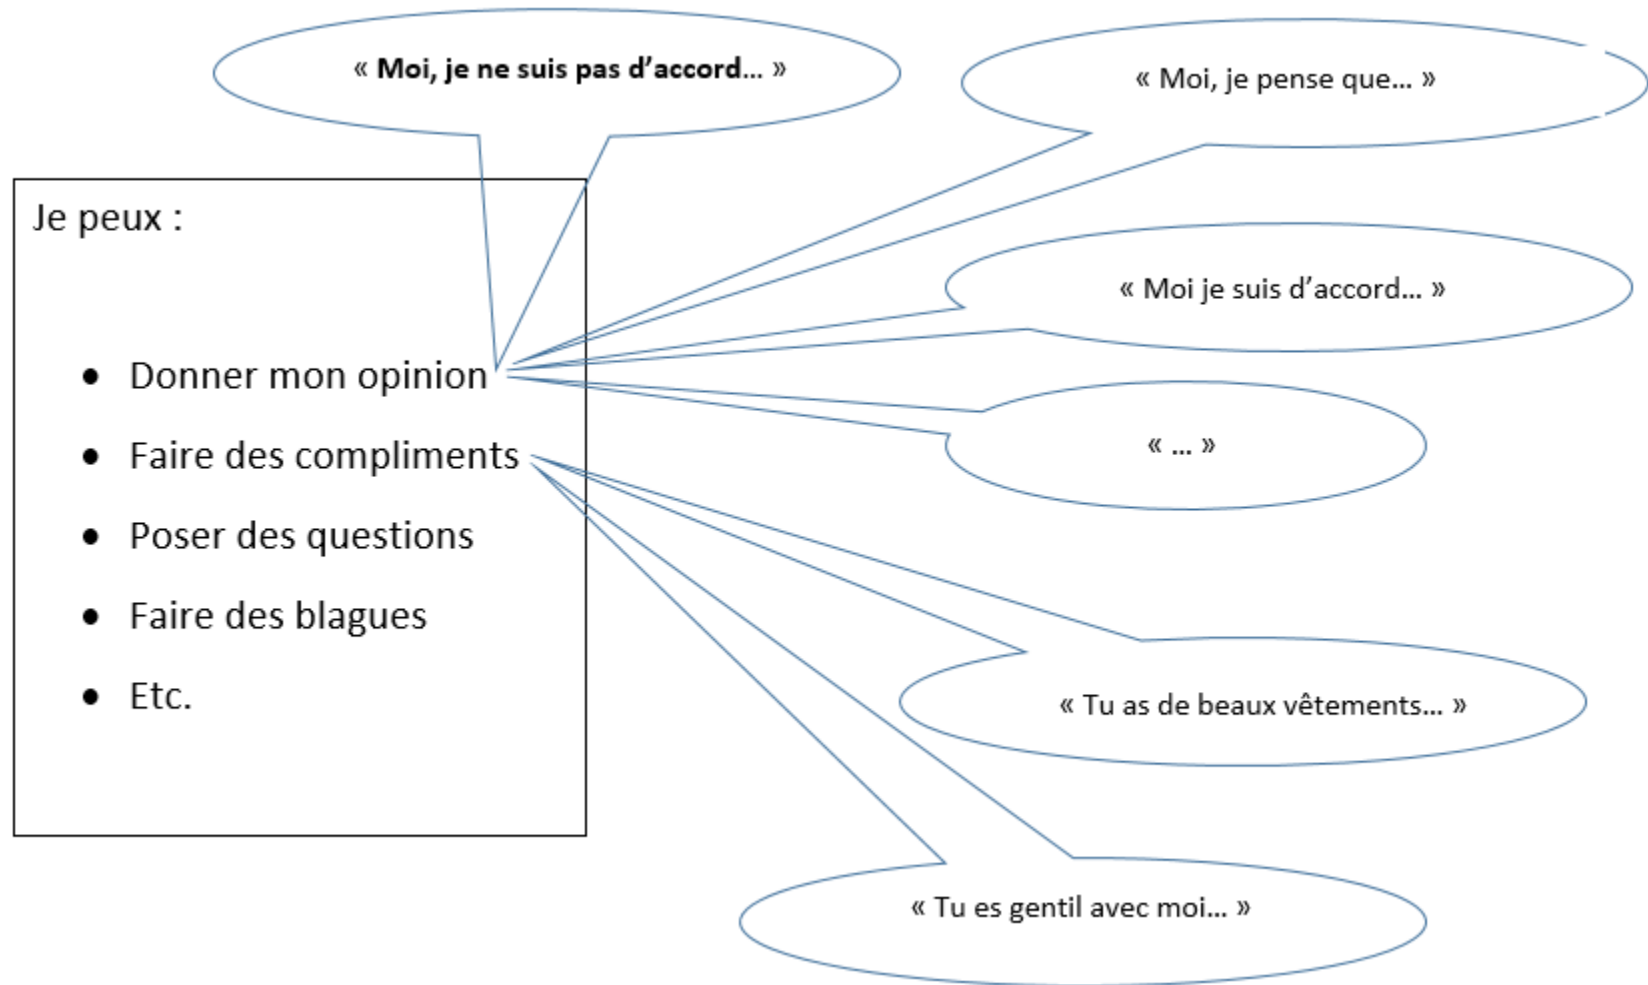 « Moi, je ne suis pas d’accord… »
« Moi, je pense que… »
Je peux :
« Moi je suis d’accord… »
• Donner mon opinion
« … »
• Faire des compliments
• Poser des questions
• Faire des blagues
• Etc.
« Tu as de beaux vêtements… »
« Tu es gentil avec moi… »